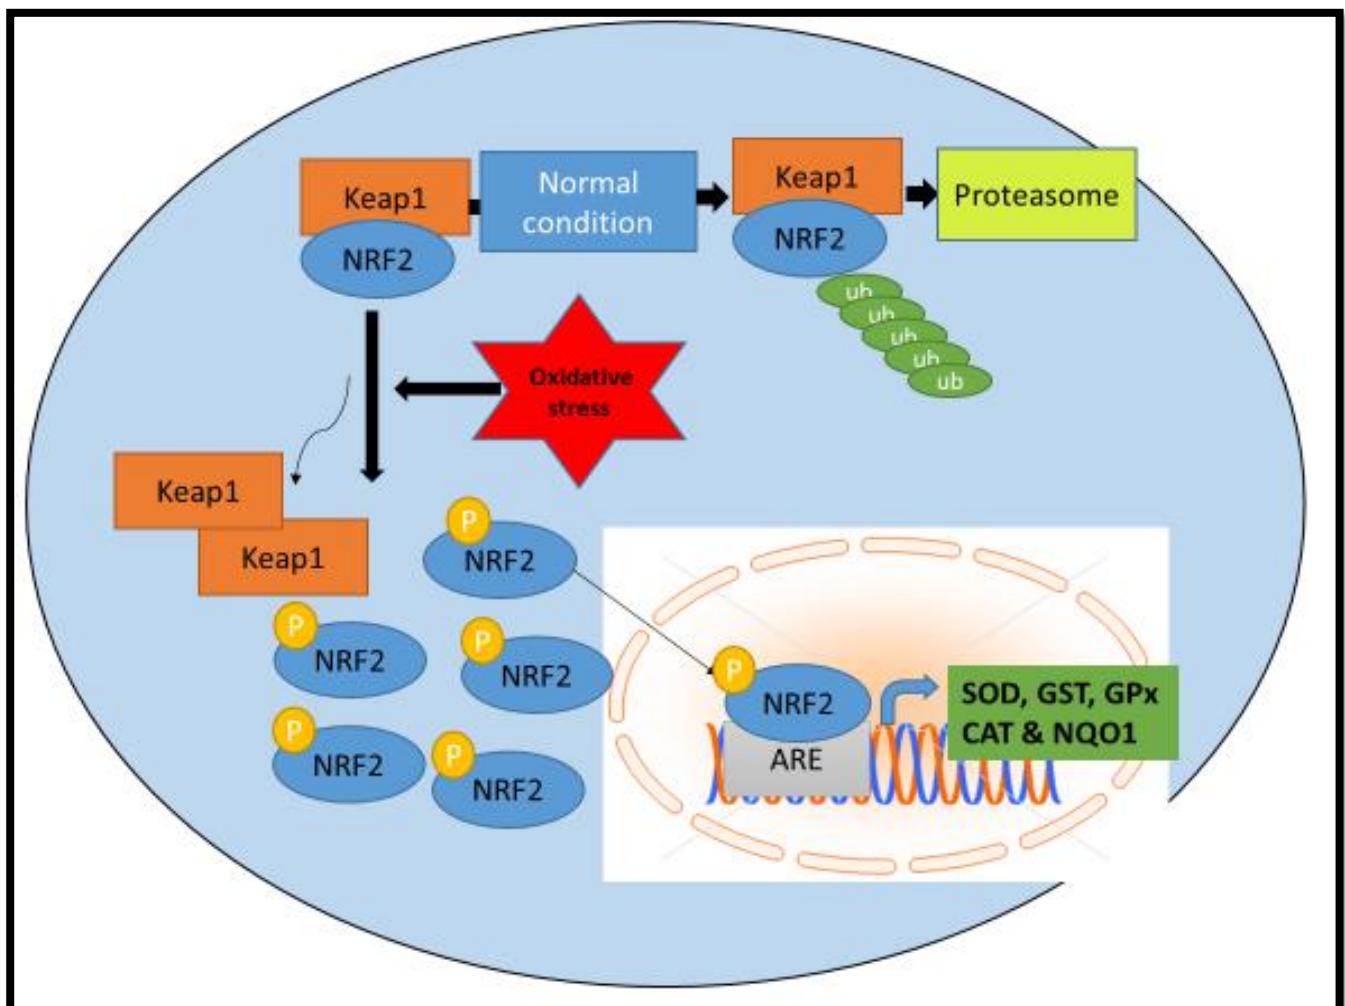 Keap1
NRF2
Normal
condition
Keap1
NRF2
Proteasome
ub
ub
ub
ub
ub
Oxidative
stress
Keap1
Keap1
P
NRF2
P
NRF2
P
NRF2
P
NRF2
P
NRF2
P
NRF2
ARE
SOD, GST, GPx
CAT & NQO1